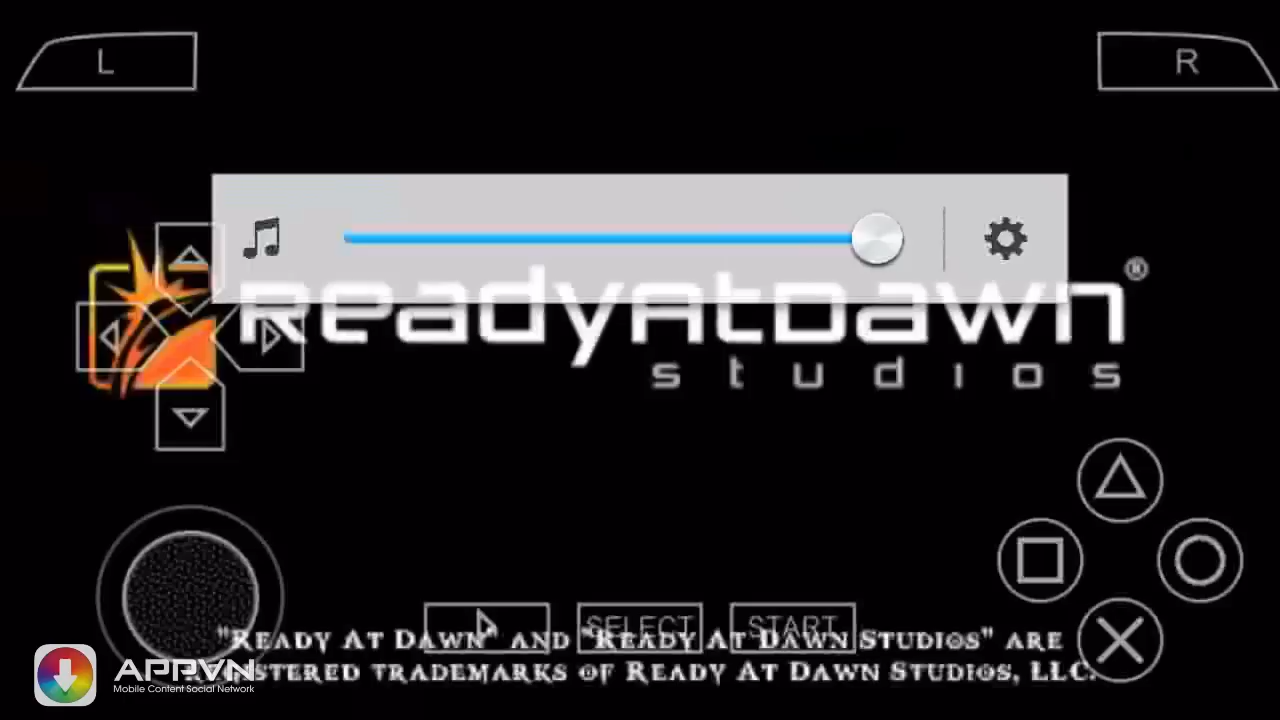 L
R
ReadyAtDawn®
studios
SELECT
START
"Ready At Dawn" and "Ready At Dawn Studios" are
registered trademarks of Ready At Dawn Studios, LLC.
APPVN
Mobile Content Social Network